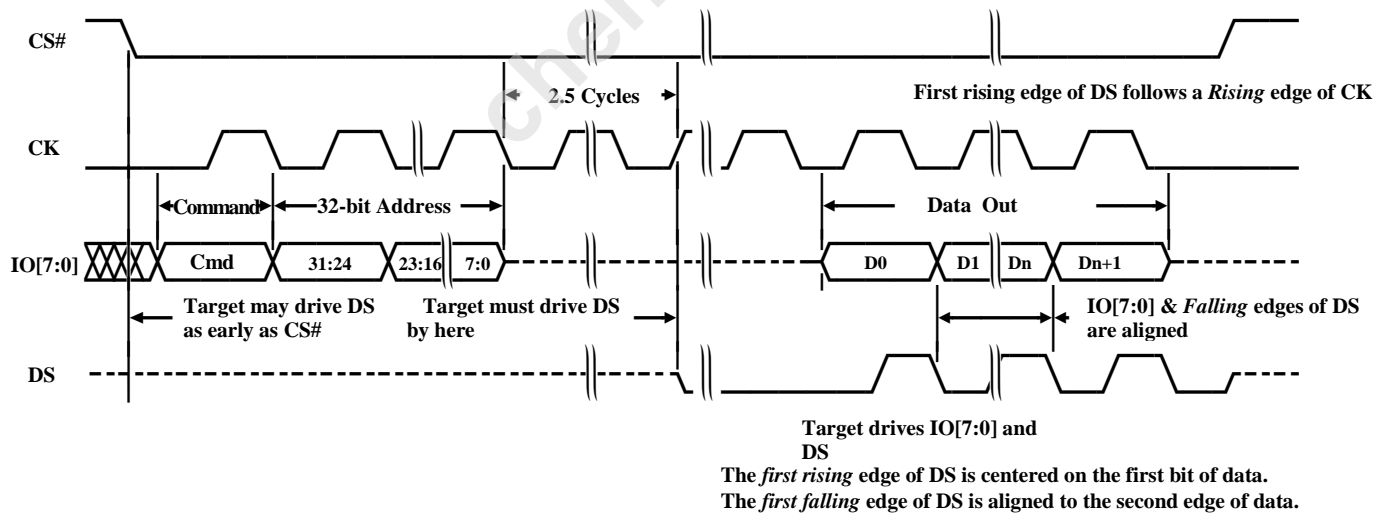 CS#
2.5 Cycles
First rising edge of DS follows a Rising edge of CK
CK
Command
32-bit Address
Data Out
IO[7:0]
Cmd
31:24
23:16
7:0
D0
D1
Dn
Dn+1
Target may drive DS
as early as CS#
Target must drive DS
by here
IO[7:0] & Falling edges of DS
are aligned
DS
Target drives IO[7:0] and
DS
The first rising edge of DS is centered on the first bit of data.
The first falling edge of DS is aligned to the second edge of data.